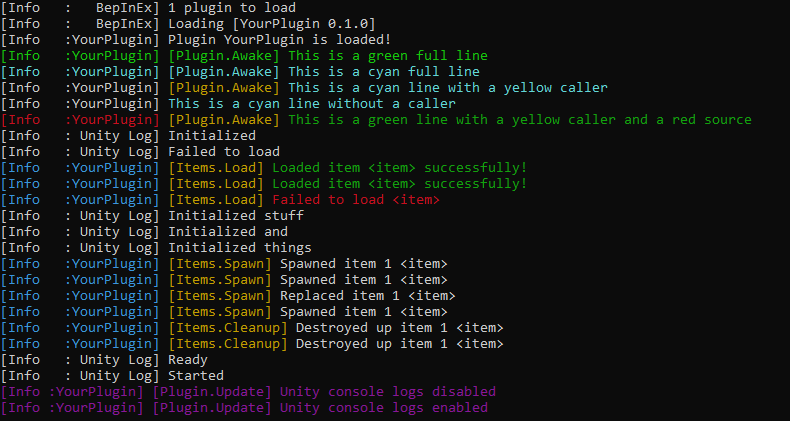 [Info   :   BepInEx] 1 plugin to load
[Info   :   BepInEx] Loading [YourPlugin 0.1.0]
[Info   :YourPlugin] Plugin YourPlugin is loaded!
[Info   :YourPlugin] [Plugin.Awake] This is a green full line
[Info   :YourPlugin] [Plugin.Awake] This is a cyan full line
[Info   :YourPlugin] [Plugin.Awake] This is a cyan line with a yellow caller
[Info   :YourPlugin] This is a cyan line without a caller
[Info   :YourPlugin] [Plugin.Awake] This is a green line with a yellow caller and a red source
[Info   : Unity Log] Initialized
[Info   : Unity Log] Failed to load
[Info   :YourPlugin] [Items.Load] Loaded item <item> successfully!
[Info   :YourPlugin] [Items.Load] Loaded item <item> successfully!
[Info   :YourPlugin] [Items.Load] Failed to load <item>
[Info   : Unity Log] Initialized stuff
[Info   : Unity Log] Initialized and
[Info   : Unity Log] Initialized things
[Info   :YourPlugin] [Items.Spawn] Spawned item 1 <item>
[Info   :YourPlugin] [Items.Spawn] Spawned item 1 <item>
[Info   :YourPlugin] [Items.Spawn] Replaced item 1 <item>
[Info   :YourPlugin] [Items.Spawn] Spawned item 1 <item>
[Info   :YourPlugin] [Items.Cleanup] Destroyed up item 1 <item>
[Info   :YourPlugin] [Items.Cleanup] Destroyed up item 1 <item>
[Info   : Unity Log] Ready
[Info   : Unity Log] Started
[Info :YourPlugin] [Plugin.Update] Unity console logs disabled
[Info :YourPlugin] [Plugin.Update] Unity console logs enabled